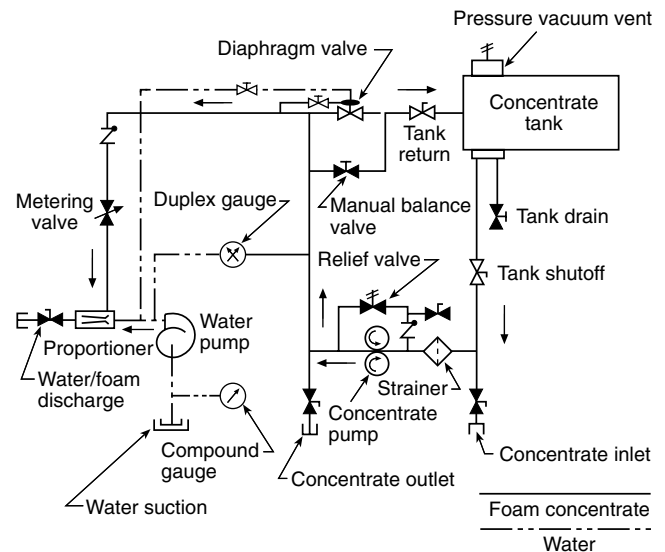 Pressure vacuum vent
Diaphragm valve
Concentrate
tank
Tank
return
Metering
valve
Duplex gauge
Manual balance
valve
Tank drain
Relief valve
Tank shutoff
Water
pump
Proportioner
Water/foam
discharge
Strainer
Concentrate
pump
Compound
gauge
Concentrate outlet
Concentrate inlet
Water suction
Foam concentrate
Water